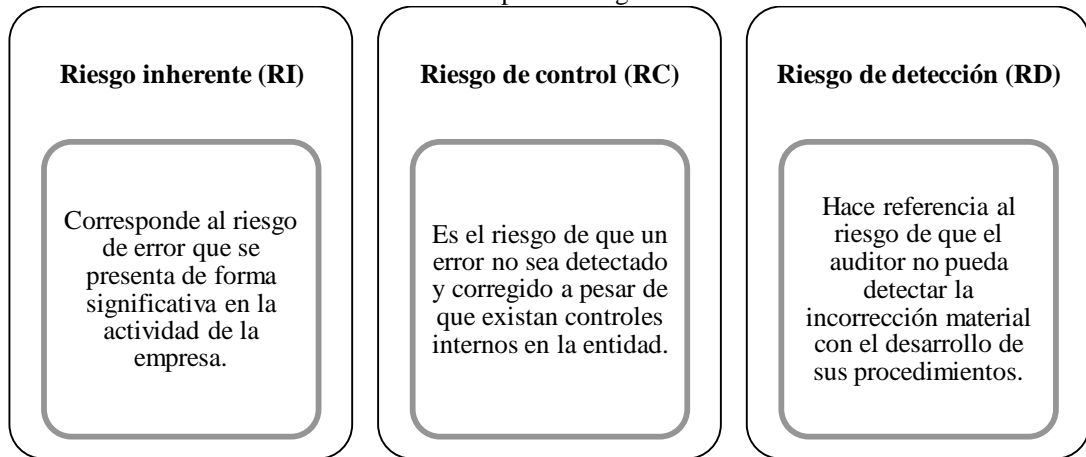 Riesgo inherente (RI)
Corresponde al riesgo
de error que se
presenta de forma
significativa en la
actividad de la
empresa.
Riesgo de control (RC)
Es el riesgo de que un
error no sea detectado
y corregido a pesar de
que existan controles
internos en la entidad.
Riesgo de detección (RD)
Hace referencia al
riesgo de que el
auditor no pueda
detectar la
incorrección material
con el desarrollo de
sus procedimientos.